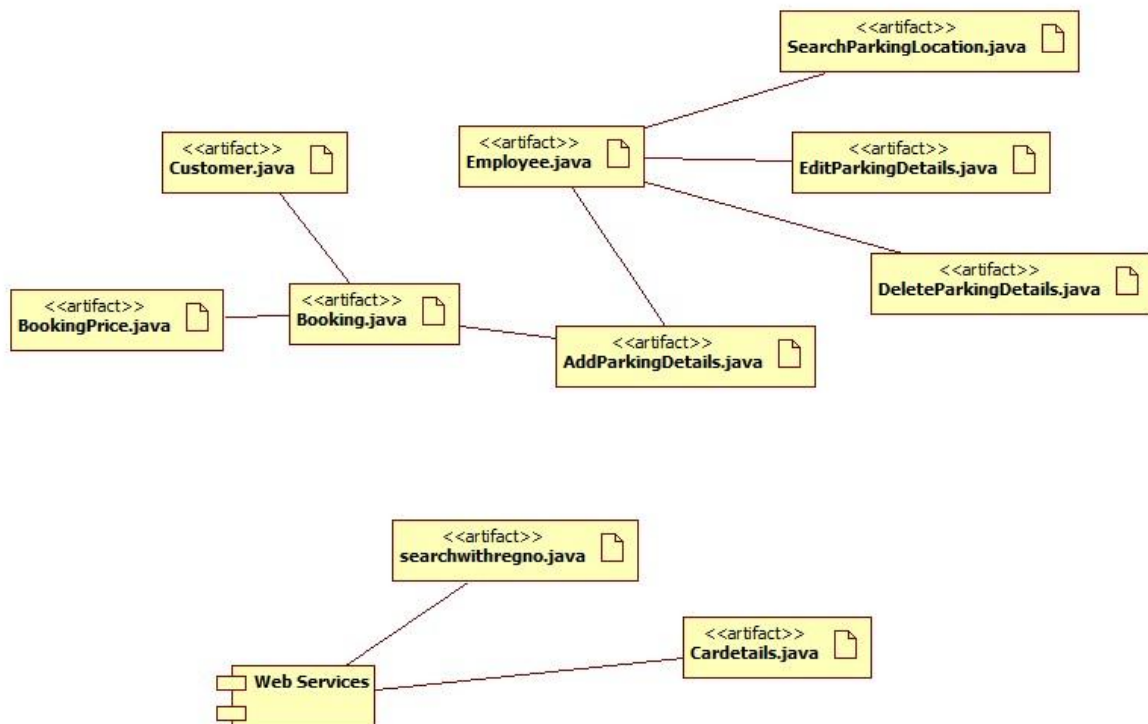 <<artifact>>
SearchParkingLocation.java
<<artifact>>
Customer.java
<<artifact>>
Employee.java
<<artifact>>
EditParkingDetails.java
<<artifact>>
DeleteParkingDetails.java
<<artifact>>
BookingPrice.java
<<artifact>>
Booking.java
<<artifact>>
AddParkingDetails.java
<<artifact>>
searchwithregno.java
<<artifact>>
Cardetails.java
Web Services